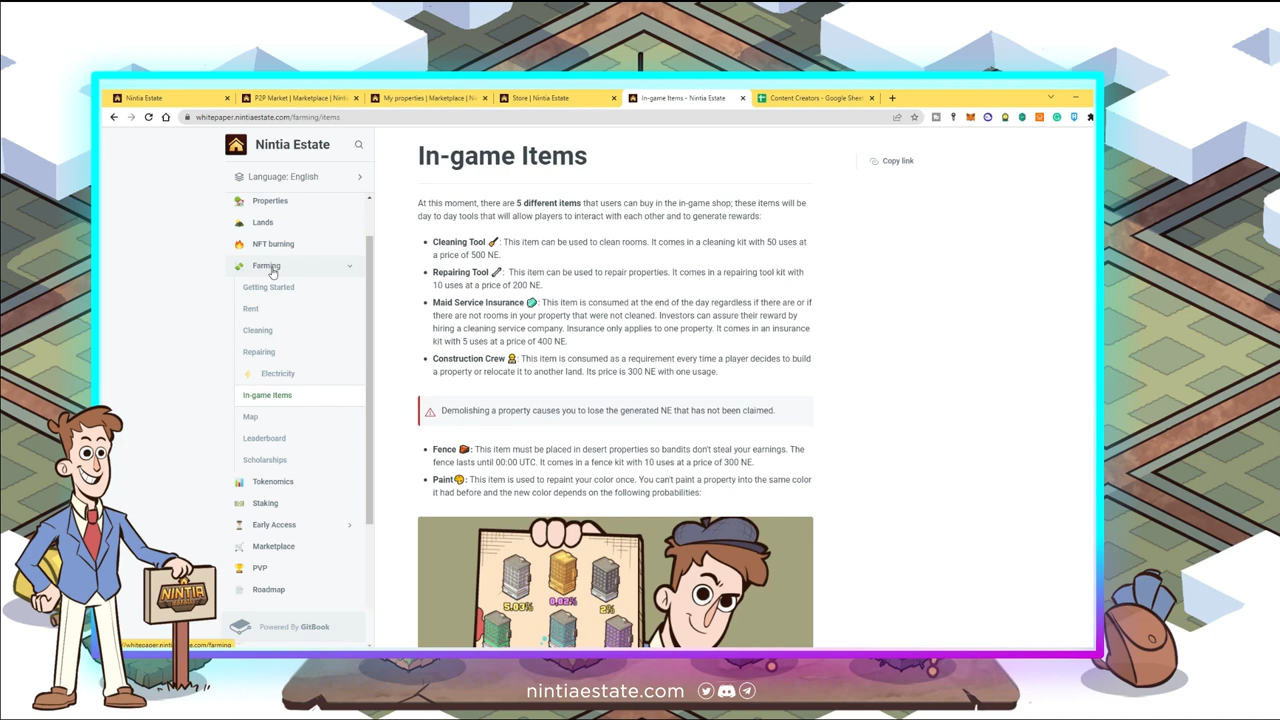 Nintia Estate
P2P Market | Marketplace | Nintia
My properties | Marketplace | Ni
Store | Nintia Estate
In-game Items - Nintia Estate
Content Creators - Google Sheet
whitepaper.nintiaestate.com/farming/items
Nintia Estate
Language: English
Properties
Lands
NFT burning
Farming
Getting Started
Rent
Cleaning
Repairing
Electricity
In-game Items
Map
Leaderboard
Scholarships
Tokenomics
Staking
Early Access
Marketplace
PVP
Roadmap
Powered By GitBook
//whitepaper.nintiaestate.com/farming
In-game Items
Copy link
At this moment, there are 5 different items that users can buy in the in-game shop; these items will be
day to day tools that will allow players to interact with each other and to generate rewards:
Cleaning Tool 🧹: This item can be used to clean rooms. It comes in a cleaning kit with 50 uses at
a price of 500 NE.
Repairing Tool : This item can be used to repair properties. It comes in a repairing tool kit with
10 uses at a price of 200 NE.
Maid Service Insurance : This item is consumed at the end of the day regardless if there are or if
there are not rooms in your property that were not cleaned. Investors can assure their reward by
hiring a cleaning service company. Insurance only applies to one property. It comes in an insurance
kit with 5 uses at a price of 400 NE.
Construction Crew 👷: This item is consumed as a requirement every time a player decides to build
a property or relocate it to another land. Its price is 300 NE with one usage.
Demolishing a property causes you to lose the generated NE that has not been claimed.
Fence : This item must be placed in desert properties so bandits don't steal your earnings. The
fence lasts until 00:00 UTC. It comes in a fence kit with 10 uses at a price of 300 NE.
Paint🎨: This item is used to repaint your color once. You can't paint a property into the same color
it had before and the new color depends on the following probabilities:
5.03% 0.02% 2%
NINTIA
nintiaestate.com